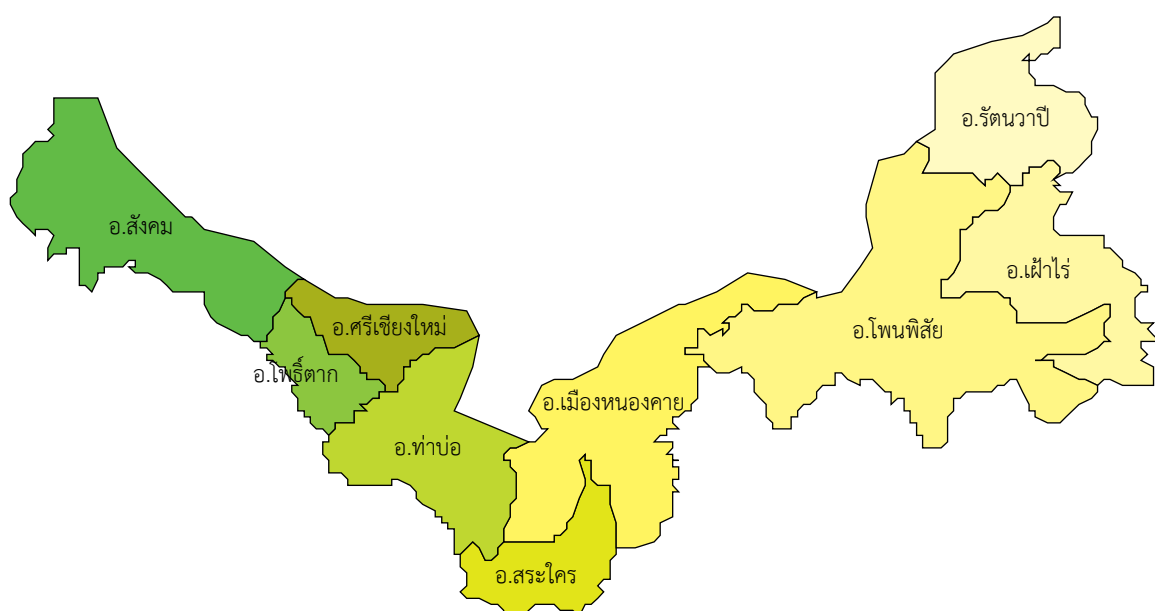 อ.รัตนวาปี
อ.สังคม
อ.เฝ้าไร่
อ.ศรีเชียงใหม่
อ.โพนพิสัย
อ.โพธิ์ตาก
อ.เมืองหนองคาย
อ.ท่าบ่อ
อ.สระใคร